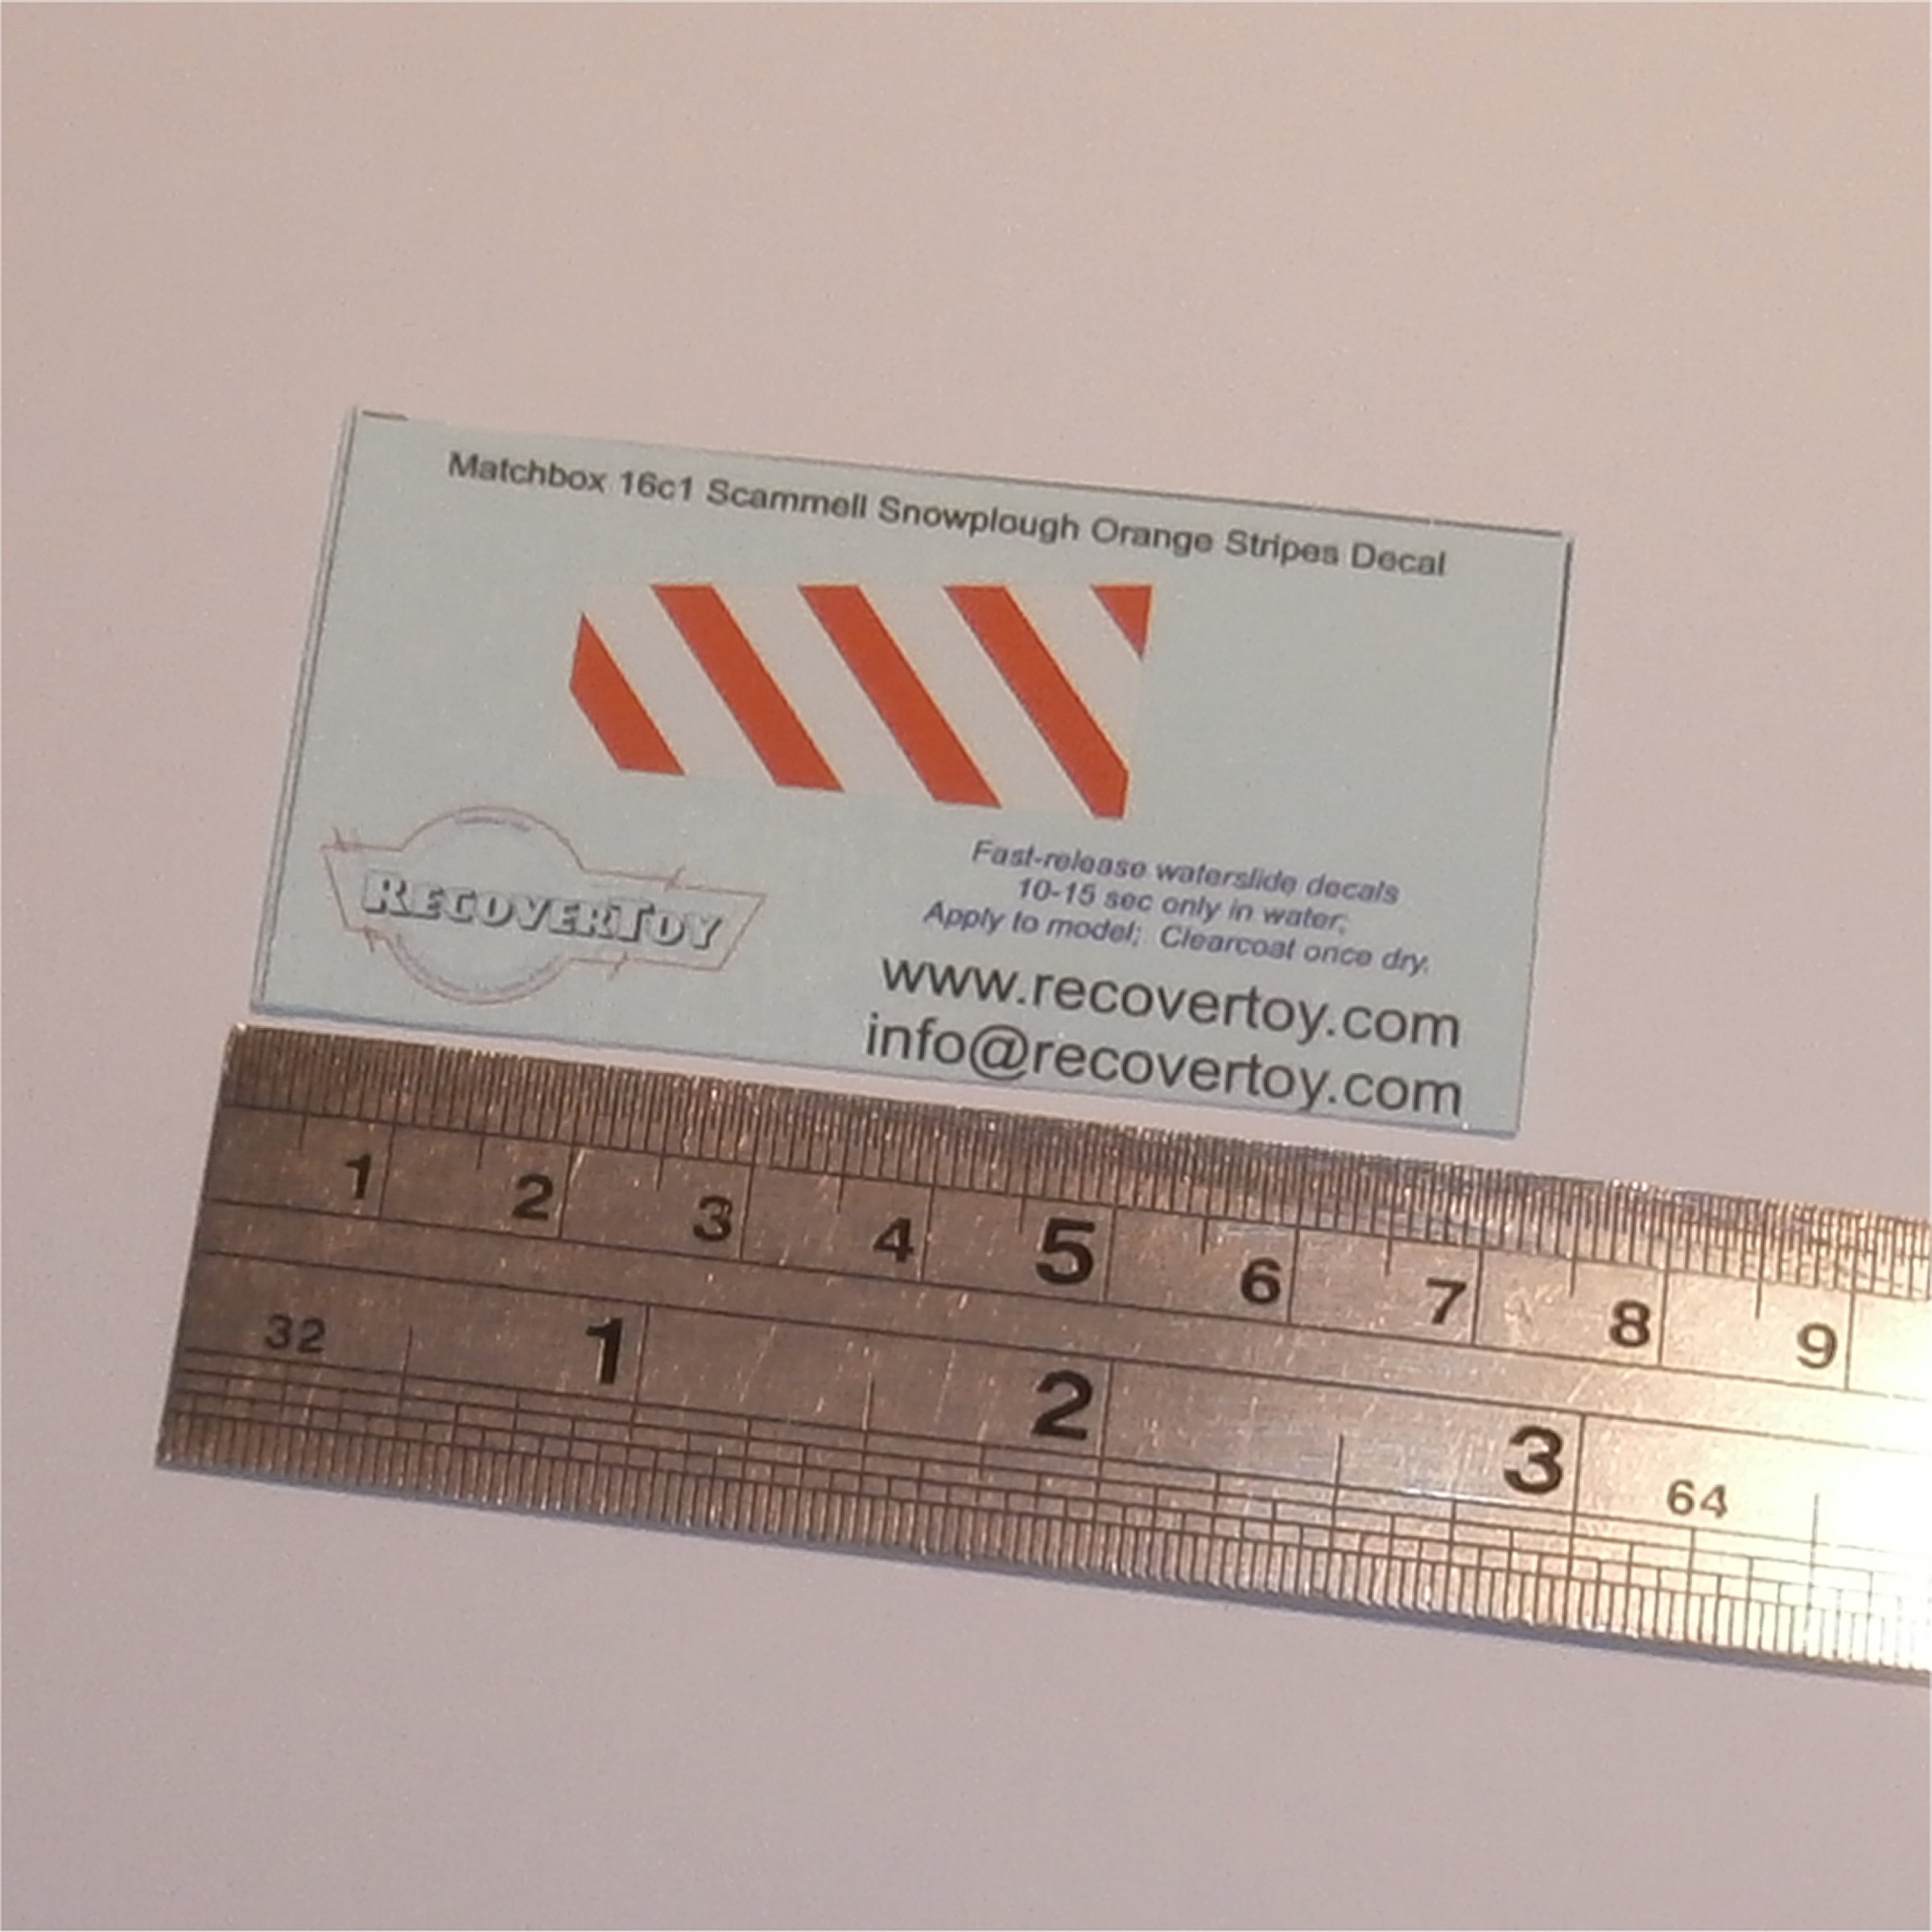 Matchbox 16c1 Scammell Snowplough Orange Stripes Decal
RECOVERTOY
Fast-release waterslide decals
10-15 sec only in water;
Apply to model; Clearcoat once dry.
www.recovertoy.com
info@recovertoy.com
1 2 3 4 5 6 7 8 9
32 1 2 3 64